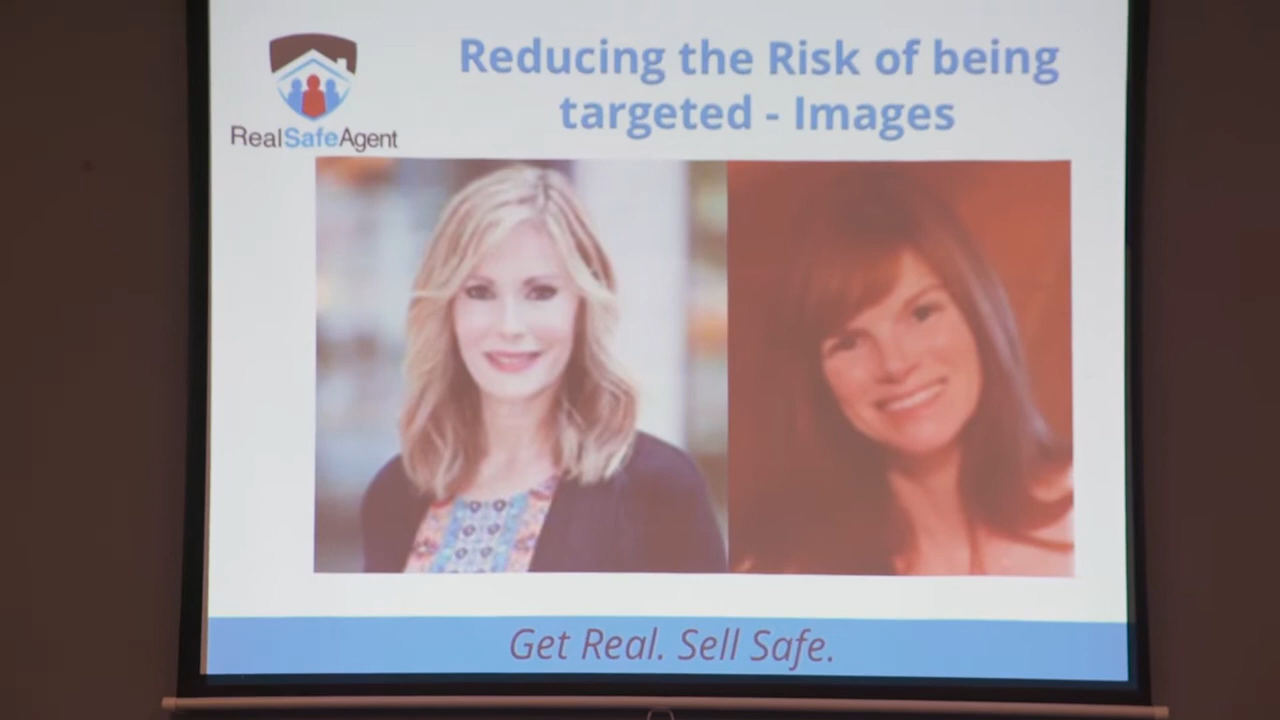 Reducing the Risk of being
targeted - Images
RealSafeAgent
Get Real. Sell Safe.